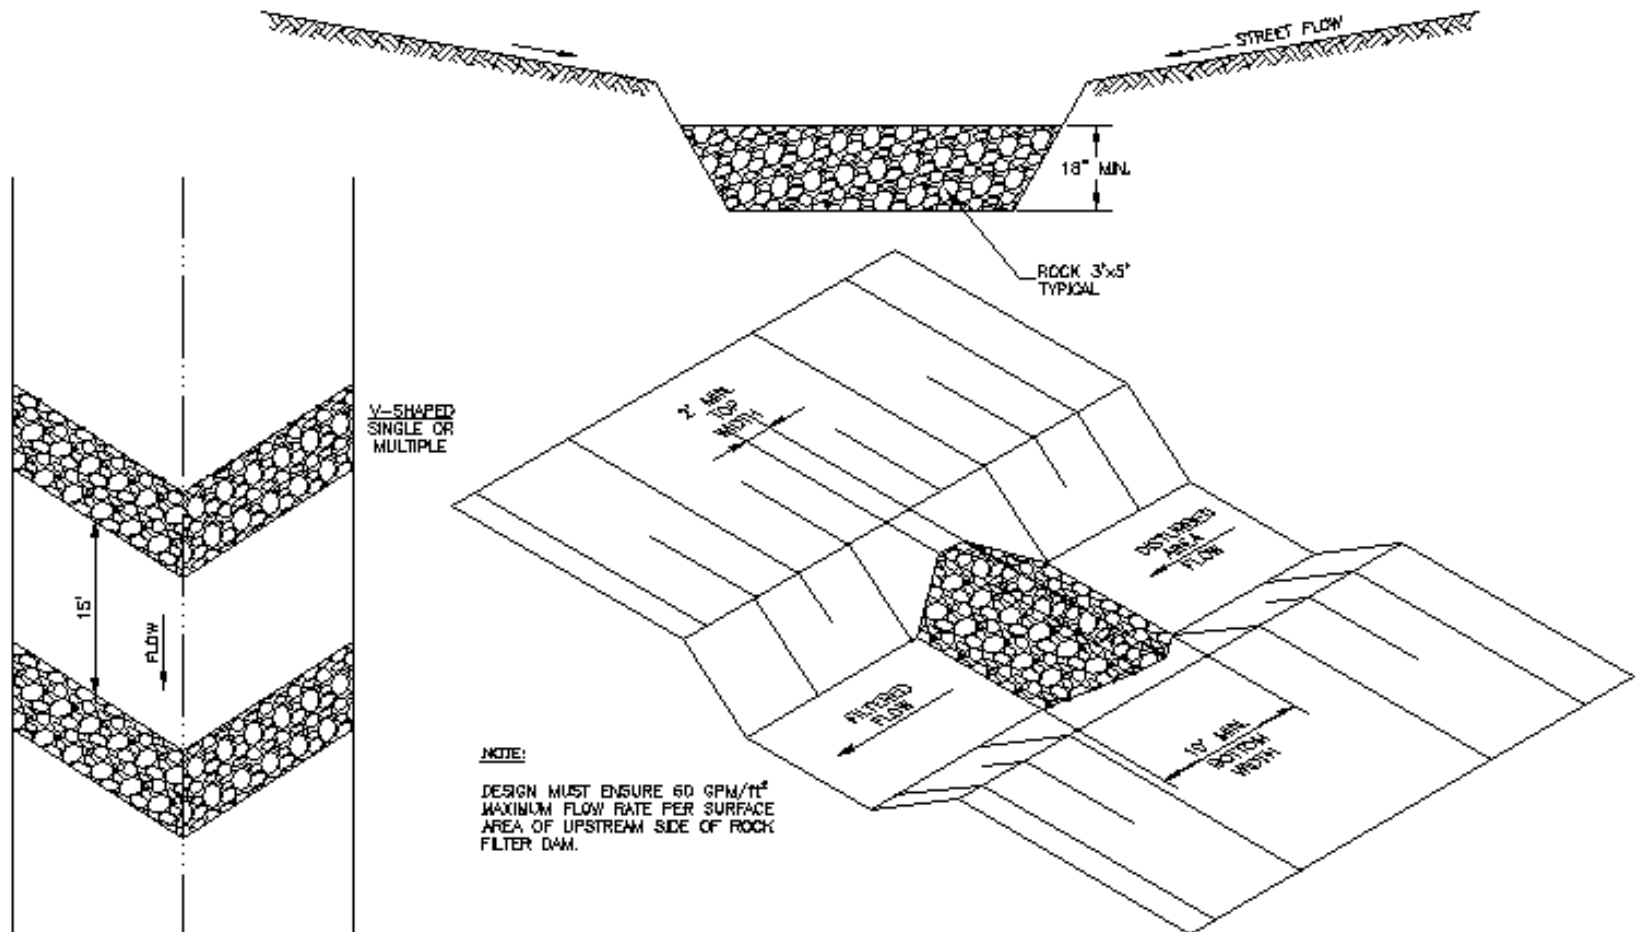 STREET FLOW
18" MIN.
ROCK 3"x5"
TYPICAL
V-SHAPED
SINGLE OR
MULTIPLE
2' MIN.
TOP
WIDTH
DISTURBED
AREA
FLOW
15'
FLOW
FILTERED
FLOW
10' MIN.
BOTTOM
WIDTH
NOTE:
DESIGN MUST ENSURE 60 GPM/ft²
MAXIMUM FLOW RATE PER SURFACE
AREA OF UPSTREAM SIDE OF ROCK
FILTER DAM.